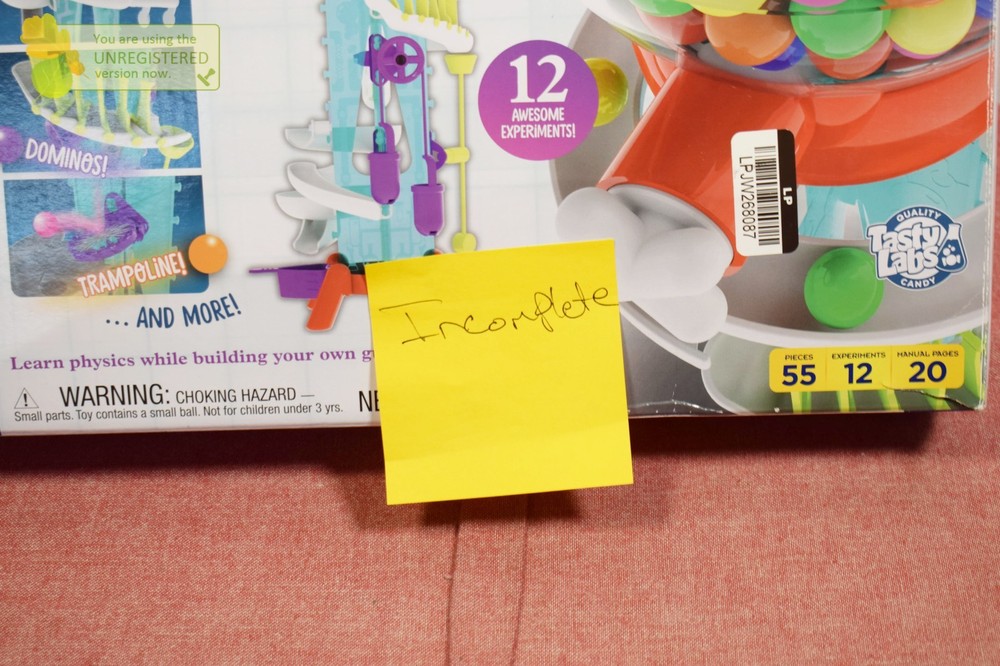 You are using the
UNREGISTERED
version now.
DOMINOS!
TRAMPOLINE!
... AND MORE!
12
AWESOME
EXPERIMENTS!
LP
LPJW268087
QUALITY
Tasty
Labs
CANDY
Incomplete
Learn physics while building your own
WARNING: CHOKING HAZARD —
Small parts. Toy contains a small ball. Not for children under 3 yrs.
PIECES
55
EXPERIMENTS
12
MANUAL PAGES
20